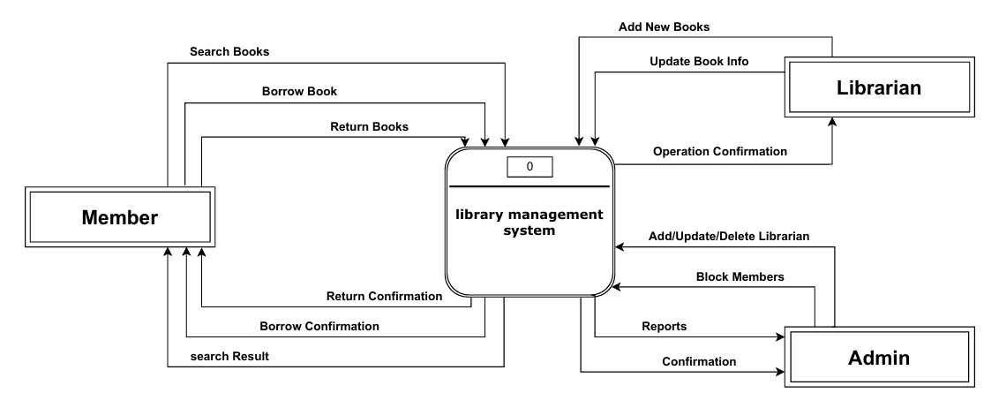 Add New Books
Search Books
Update Book Info
Librarian
Borrow Book
Return Books
Operation Confirmation
0
Member
library management
system
Add/Update/Delete Librarian
Block Members
Return Confirmation
Borrow Confirmation
Reports
search Result
Confirmation
Admin